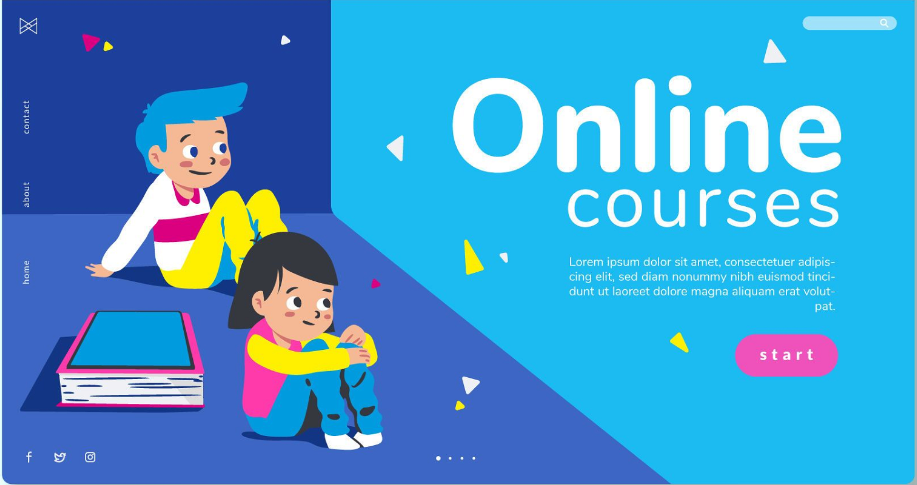 contact
about
home
Online
courses
Lorem ipsum dolor sit amet, consectetuer adipis-
cing elit, sed diam nonummy nibh euismod tinci-
dunt ut laoreet dolore magna aliquam erat volut-
pat.
start